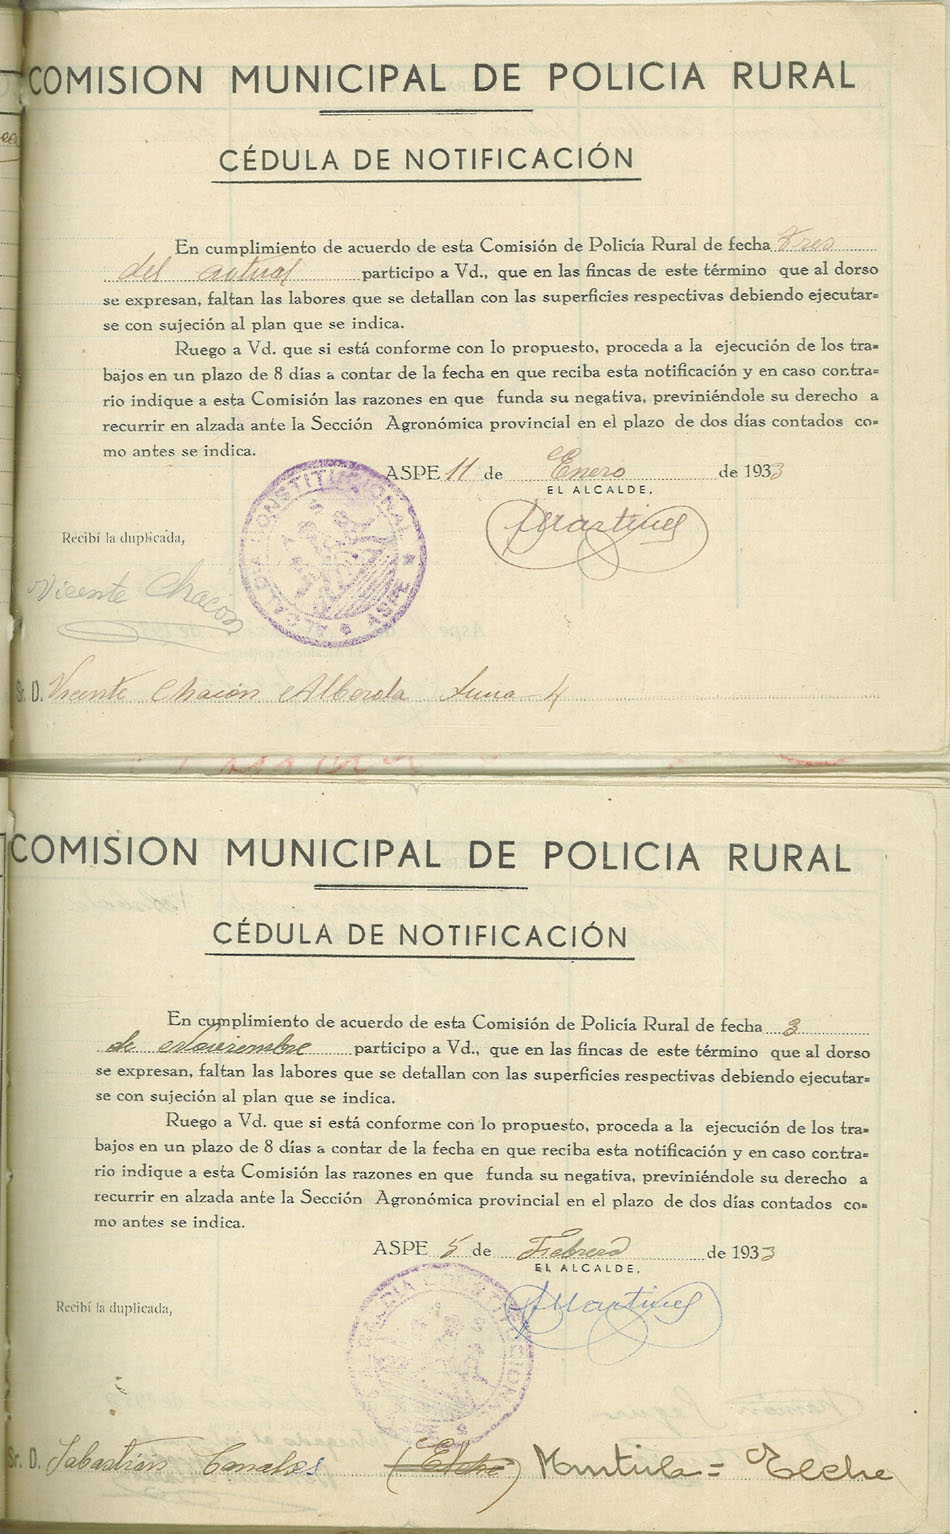 COMISION MUNICIPAL DE POLICIA RURAL
CÉDULA DE NOTIFICACIÓN
En cumplimiento de acuerdo de esta Comisión de Policía Rural de fecha Tres
del actual participo a Vd., que en las fincas de este término que al dorso
se expresan, faltan las labores que se detallan con las superficies respectivas debiendo ejecutar=
se con sujeción al plan que se indica.
Ruego a Vd. que si está conforme con lo propuesto, proceda a la ejecución de los tra=
bajos en un plazo de 8 días a contar de la fecha en que reciba esta notificación y en caso contra=
rio indique a esta Comisión las razones en que funda su negativa, previniéndole su derecho a
recurrir en alzada ante la Sección Agronómica provincial en el plazo de dos días contados co=
mo antes se indica.
ASPE 11 de Enero de 1933
EL ALCALDE,
JMartinez
ALCALDIA CONSTITUCIONAL * ASPE *
Recibí la duplicada,
Vicente Chacon
Sr. D. Vicente Chacón Alberola 4
COMISION MUNICIPAL DE POLICIA RURAL
CÉDULA DE NOTIFICACIÓN
En cumplimiento de acuerdo de esta Comisión de Policía Rural de fecha 3
de Noviembre participo a Vd., que en las fincas de este término que al dorso
se expresan, faltan las labores que se detallan con las superficies respectivas debiendo ejecutar=
se con sujeción al plan que se indica.
Ruego a Vd. que si está conforme con lo propuesto, proceda a la ejecución de los tra=
bajos en un plazo de 8 días a contar de la fecha en que reciba esta notificación y en caso contra=
rio indique a esta Comisión las razones en que funda su negativa, previniéndole su derecho a
recurrir en alzada ante la Sección Agronómica provincial en el plazo de dos días contados co=
mo antes se indica.
ASPE 5 de Febrero de 1933
EL ALCALDE,
JMartinez
Recibí la duplicada,
Sr. D. Sabastián Canales (Elche) = Elche